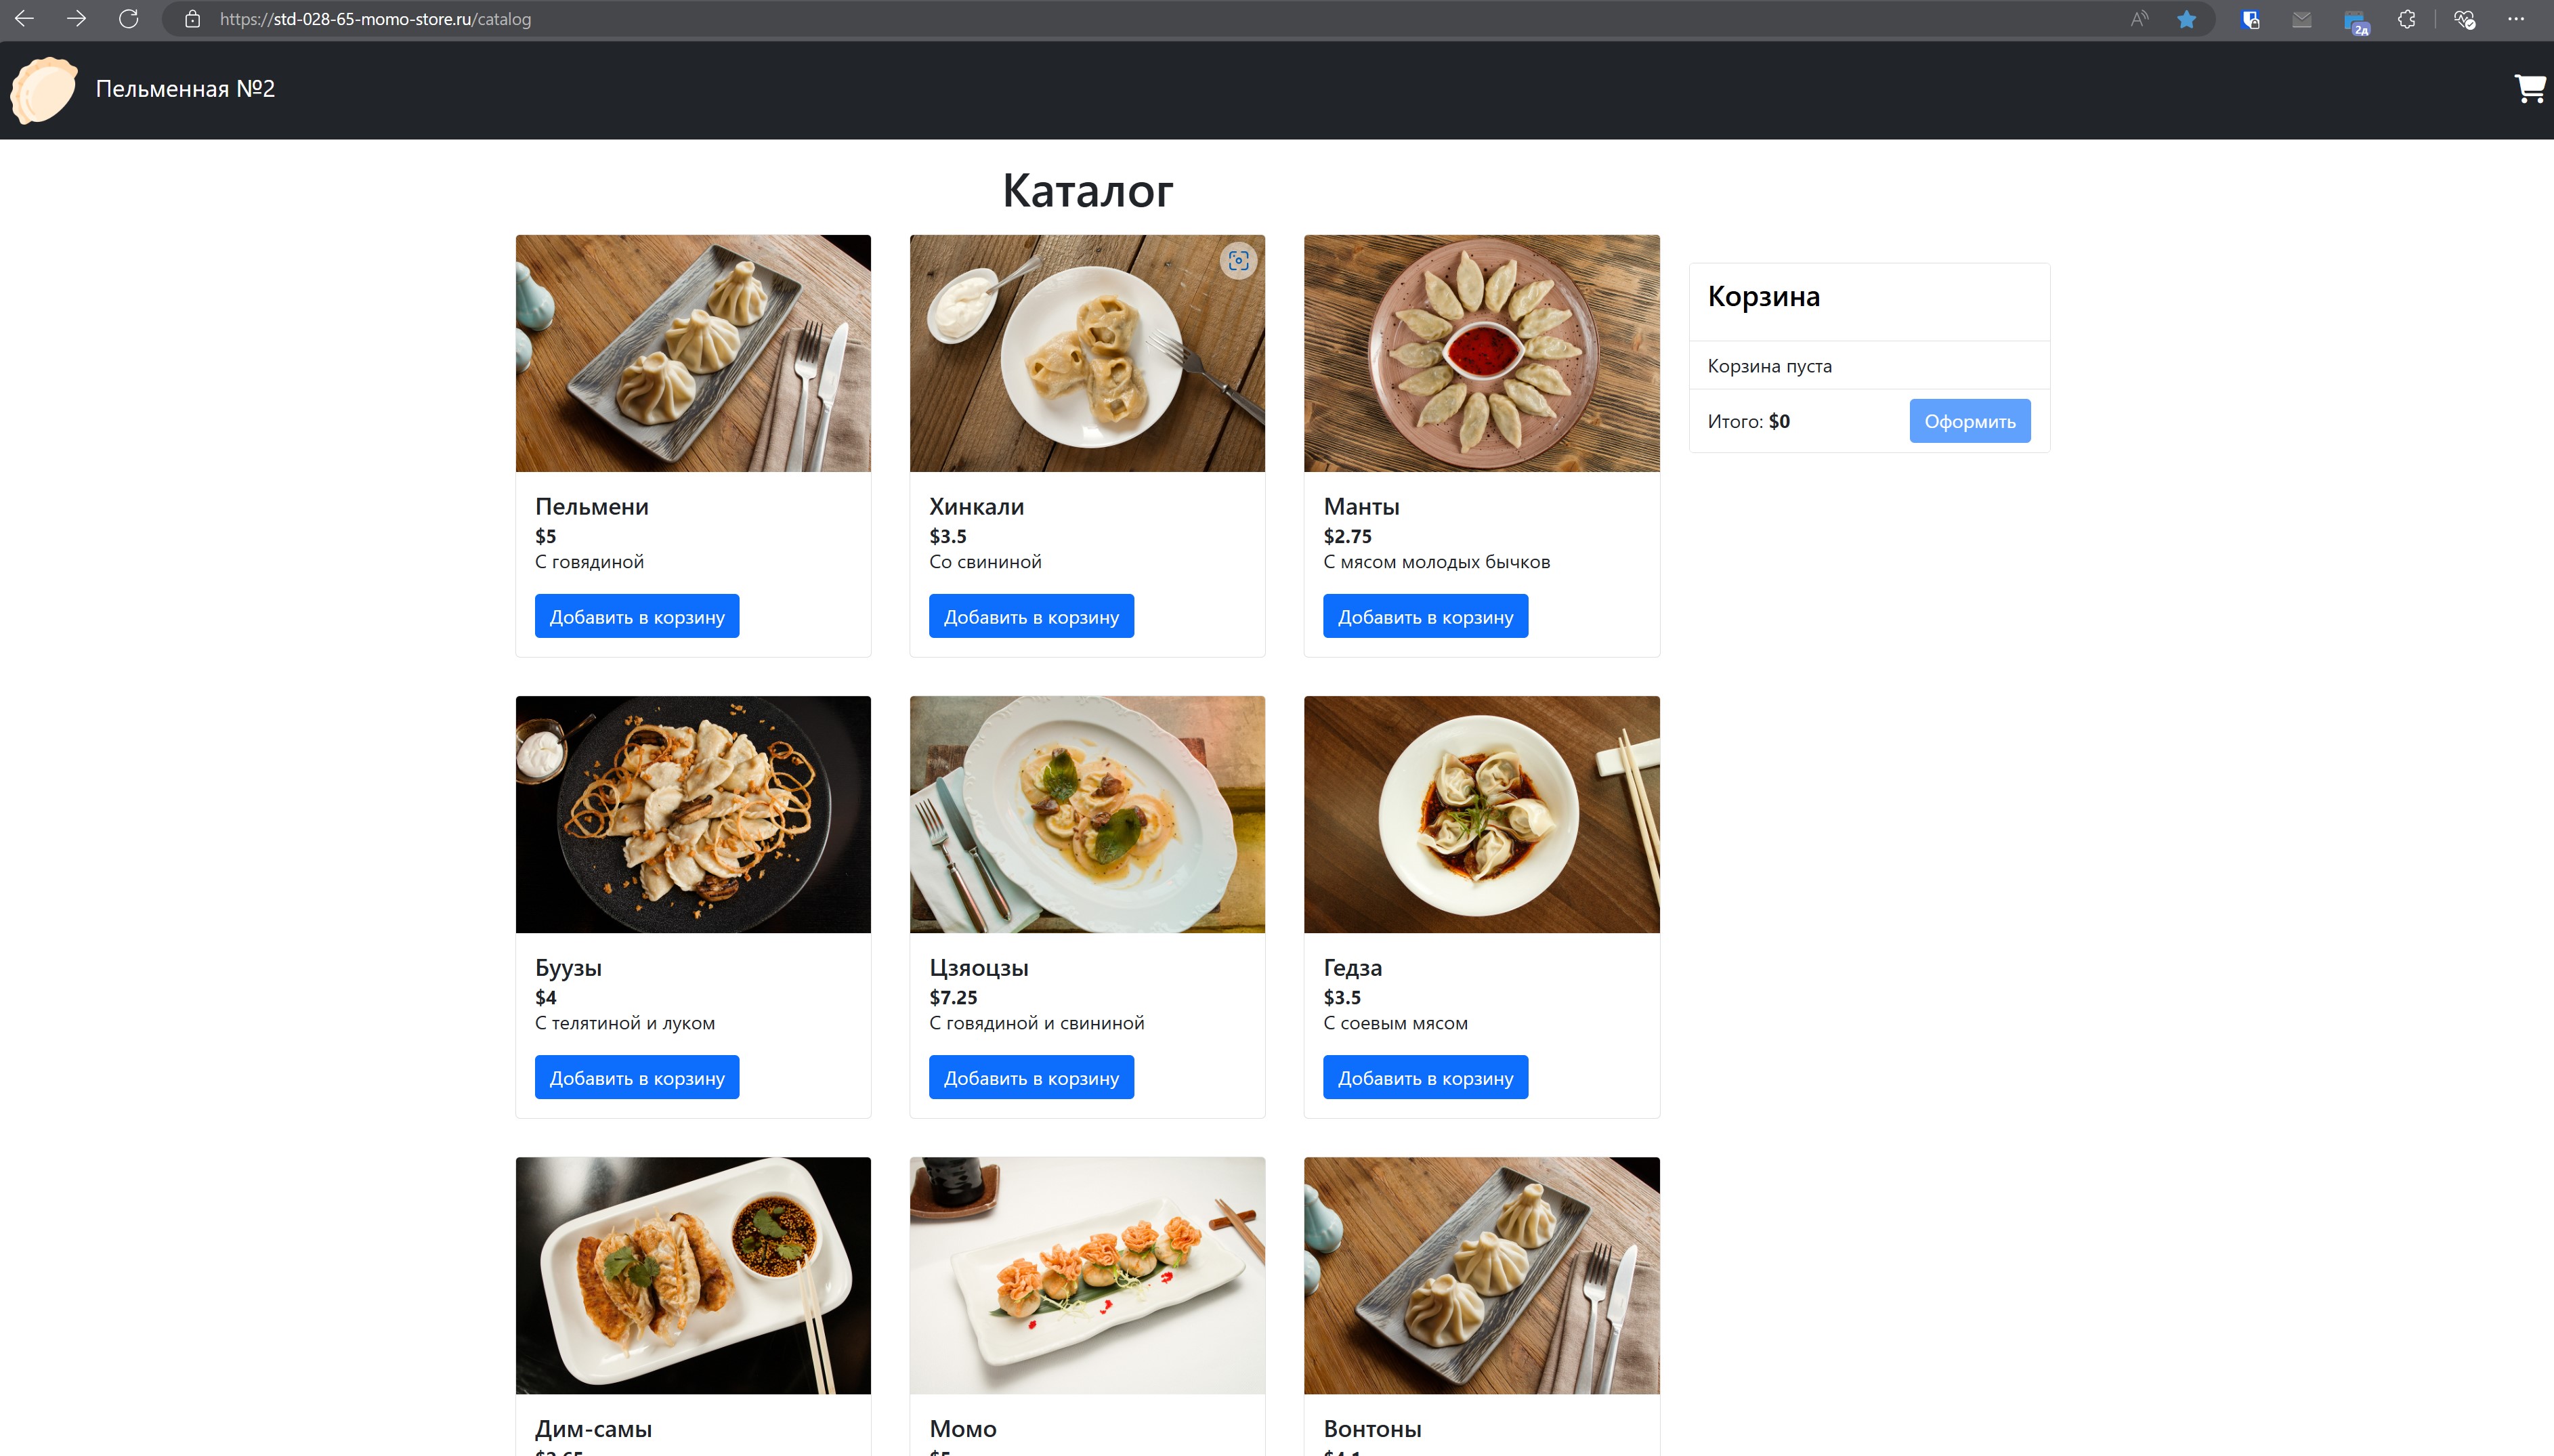 https://std-028-65-momo-store.ru/catalog
2д
Пельменная №2
Каталог
Корзина
Корзина пуста
Итого: $0
Оформить
Пельмени
$5
С говядиной
Добавить в корзину
Хинкали
$3.5
Со свининой
Добавить в корзину
Манты
$2.75
С мясом молодых бычков
Добавить в корзину
Буузы
$4
С телятиной и луком
Добавить в корзину
Цзяоцзы
$7.25
С говядиной и свининой
Добавить в корзину
Гедза
$3.5
С соевым мясом
Добавить в корзину
Дим-самы
Момо
Вонтоны